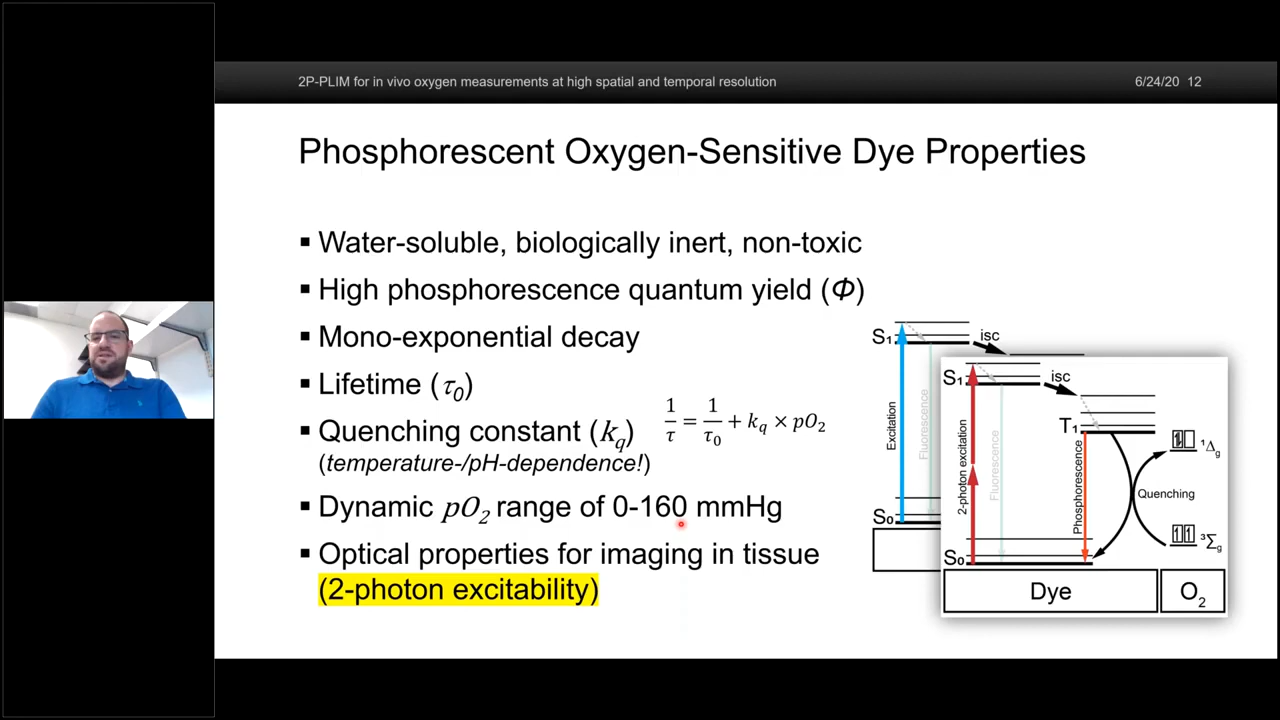 2P-PLIM for in vivo oxygen measurements at high spatial and temporal resolution
6/24/20 12
Phosphorescent Oxygen-Sensitive Dye Properties
▪ Water-soluble, biologically inert, non-toxic
▪ High phosphorescence quantum yield (Φ)
▪ Mono-exponential decay
▪ Lifetime (τ₀)
▪ Quenching constant (k_q)
(temperature-/pH-dependence!)
1/τ = 1/τ₀ + k_q × pO₂
▪ Dynamic pO₂ range of 0-160 mmHg
▪ Optical properties for imaging in tissue
(2-photon excitability)
S₁
isc
Excitation
Fluorescence
S₀
S₁
isc
T₁
2-photon excitation
Fluorescence
Phosphorescence
Quenching
¹Δg
³Σg
S₀
Dye
O₂